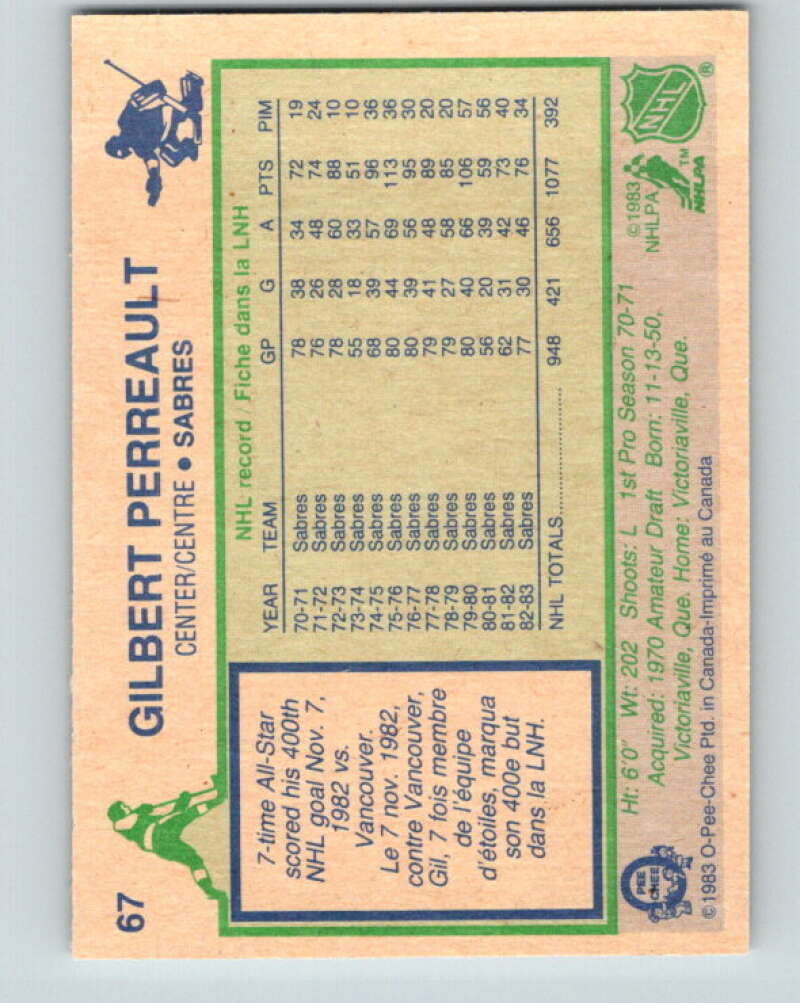 67
GILBERT PERREAULT
CENTER/CENTRE • SABRES
7-time All-Star
scored his 400th
NHL goal Nov. 7,
1982 vs.
Vancouver.
Le 7 nov. 1982,
contre Vancouver,
Gil, 7 fois membre
de l'équipe
d'étoiles, marqua
son 400e but
dans la LNH.
NHL record / Fiche dans la LNH
YEAR TEAM GP G A PTS PIM
70-71 Sabres 78 38 34 72 19
71-72 Sabres 76 26 48 74 24
72-73 Sabres 78 28 60 88 10
73-74 Sabres 55 18 33 51 10
74-75 Sabres 68 39 57 96 36
75-76 Sabres 80 44 69 113 36
76-77 Sabres 80 39 56 95 30
77-78 Sabres 79 41 48 89 20
78-79 Sabres 79 27 58 85 20
79-80 Sabres 80 40 66 106 57
80-81 Sabres 56 20 39 59 56
81-82 Sabres 62 31 42 73 40
82-83 Sabres 77 30 46 76 34
NHL TOTALS.................... 948 421 656 1077 392
Ht: 6'0" Wt: 202 Shoots: L 1st Pro Season 70-71
Acquired: 1970 Amateur Draft Born: 11-13-50,
Victoriaville, Que. Home: Victoriaville, Que.
©1983 O-Pee-Chee Ptd. in Canada-Imprimé au Canada
PEE
CHEE
©1983
NHLPA
NHL
®
NHLPA
TM